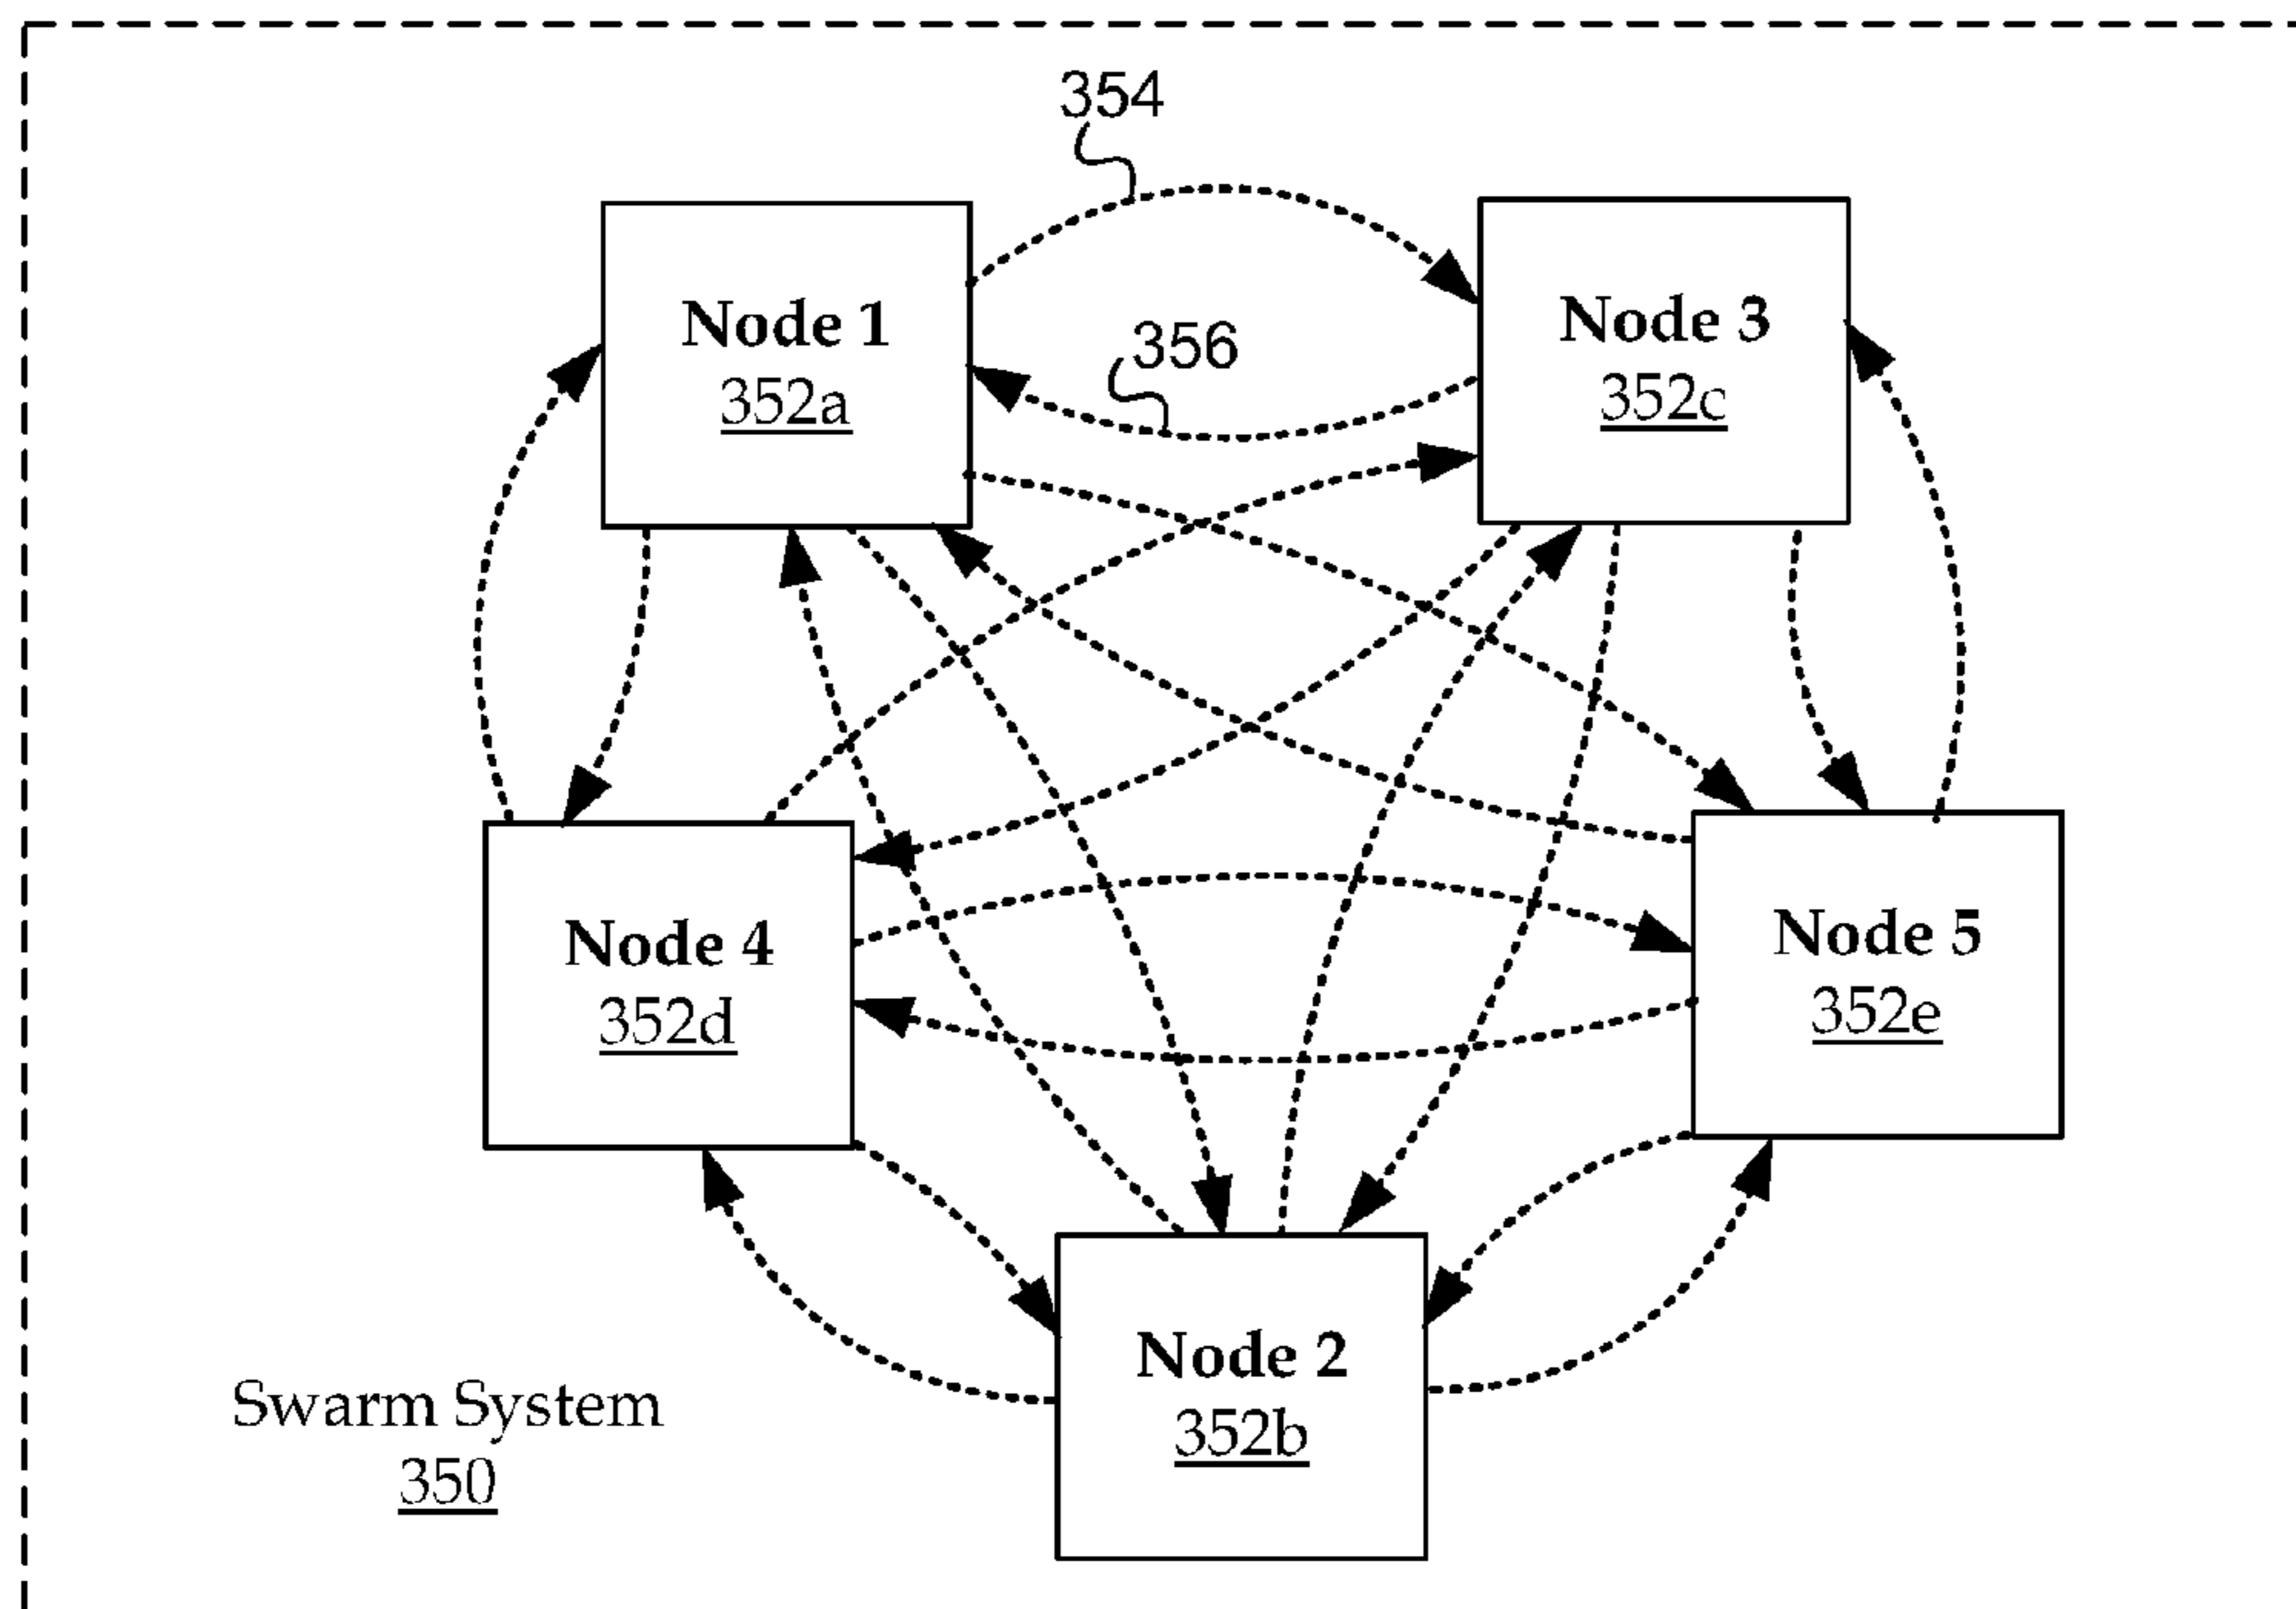 354
Node 1
352a
356
Node 3
352c
Node 4
352d
Node 5
352e
Node 2
352b
Swarm System
350